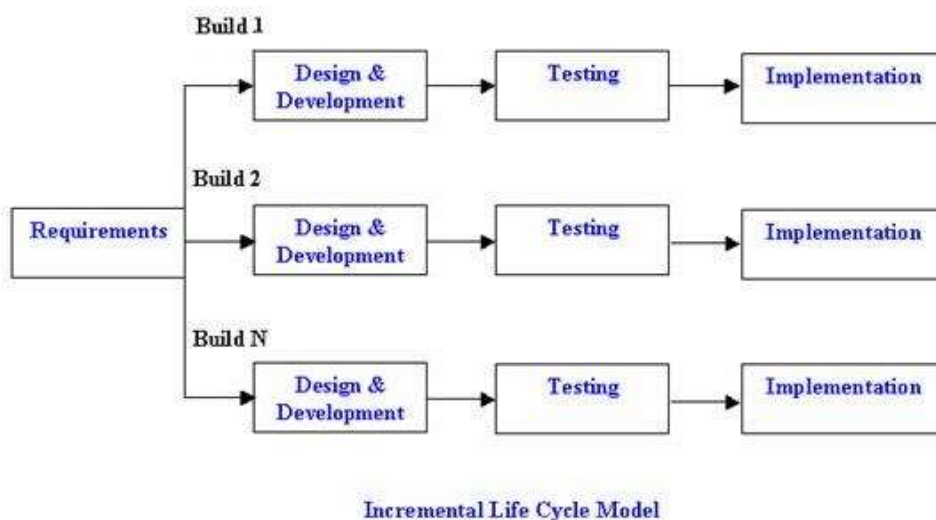 Build 1
Design &
Development
Testing
Implementation
Build 2
Requirements
Design &
Development
Testing
Implementation
Build N
Design &
Development
Testing
Implementation
Incremental Life Cycle Model